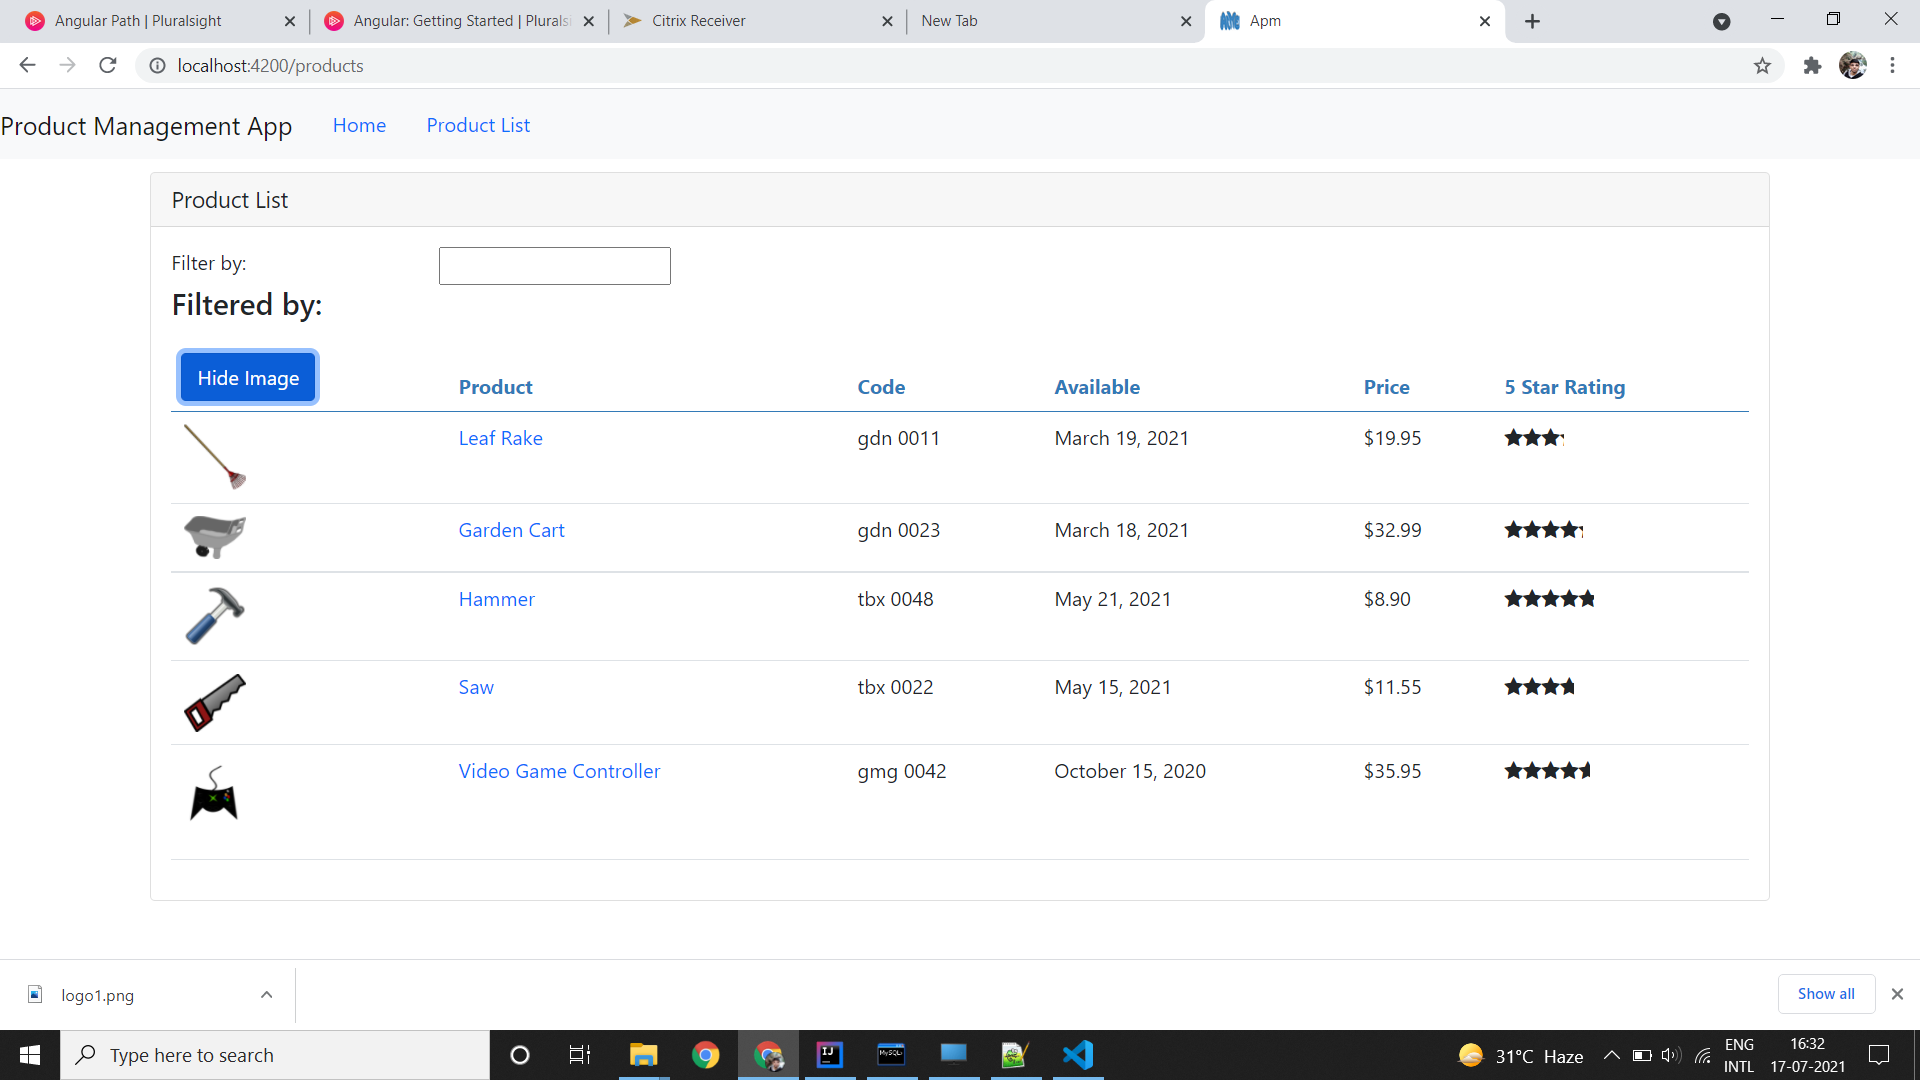 Angular Path | Pluralsight
Angular: Getting Started | Plurals
Citrix Receiver
New Tab
Apm
localhost:4200/products
Product Management App Home Product List
Product List
Filter by:
Filtered by:
Hide Image Product Code Available Price 5 Star Rating
Leaf Rake gdn 0011 March 19, 2021 $19.95
Garden Cart gdn 0023 March 18, 2021 $32.99
Hammer tbx 0048 May 21, 2021 $8.90
Saw tbx 0022 May 15, 2021 $11.55
Video Game Controller gmg 0042 October 15, 2020 $35.95
logo1.png
Show all
Type here to search
IJ
MySQL
31°C Haze
ENG
INTL
16:32
17-07-2021